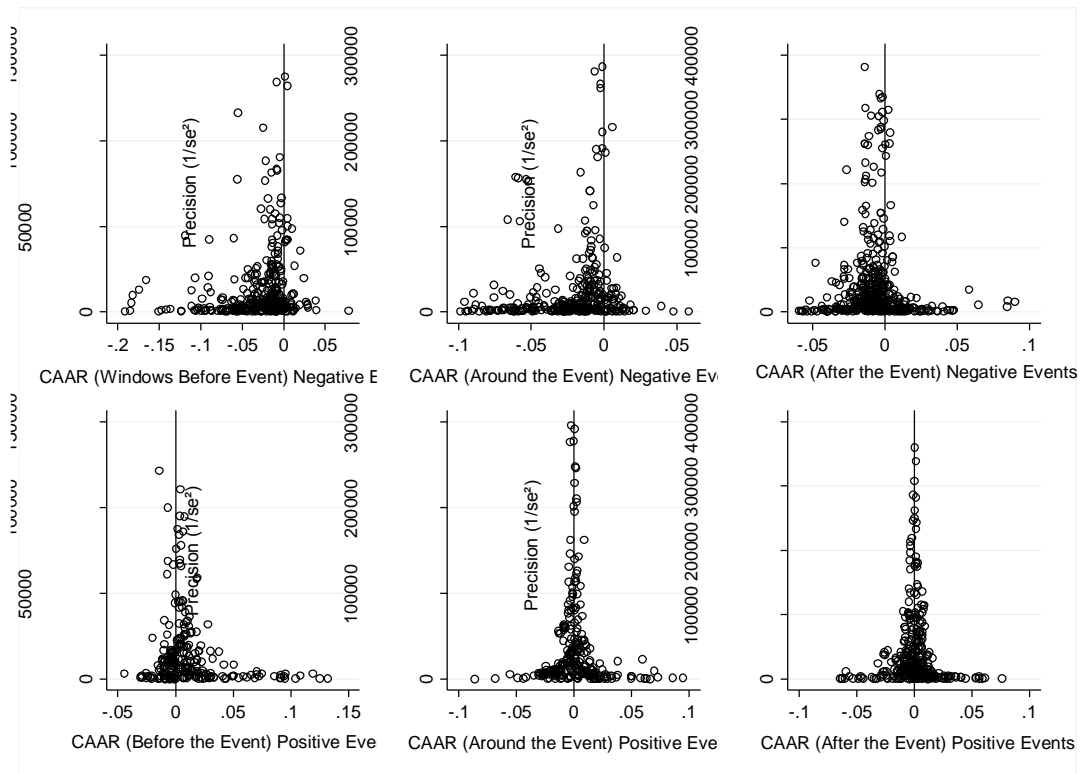 150000
300000
400000
100000
Precision (1/se²)
200000
Precision (1/se²)
300000
50000
100000
100000 200000
0
0
0
-.2 -.15 -.1 -.05 0 .05
-.1 -.05 0 .05
-.05 0 .05 .1
CAAR (Windows Before Event) Negative E
CAAR (Around the Event) Negative Ev
CAAR (After the Event) Negative Events
300000
400000
Precision (1/se²)
200000
Precision (1/se²)
300000
50000
100000
100000 200000
0
0
0
-.05 0 .05 .1 .15
-.1 -.05 0 .05 .1
-.1 -.05 0 .05 .1
CAAR (Before the Event) Positive Eve
CAAR (Around the Event) Positive Eve
CAAR (After the Event) Positive Events